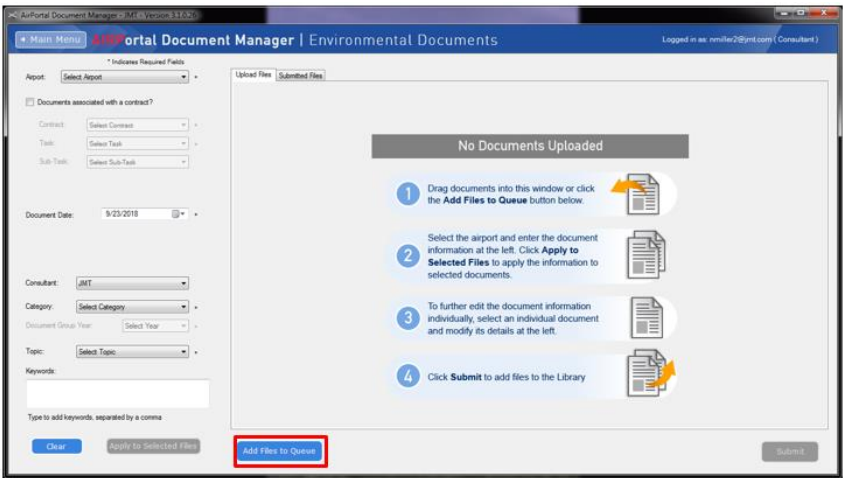 AirPortal Document Manager - JMT - Version 3.1.0.26
Main Menu
AIRPortal Document Manager | Environmental Documents
Logged in as: nmiller2@jmt.com ( Consultant )
* Indicates Required Fields
Airport: Select Airport *
Upload Files Submitted Files
Documents associated with a contract?
Contract: Select Contract *
Task: Select Task *
Sub-Task: Select Sub-Task
No Documents Uploaded
1 Drag documents into this window or click
the Add Files to Queue button below.
Document Date: 9/23/2018 *
2 Select the airport and enter the document
information at the left. Click Apply to
Selected Files to apply the information to
selected documents.
Consultant: JMT
Category: Select Category *
Document Group Year: Select Year *
3 To further edit the document information
individually, select an individual document
and modify its details at the left.
Topic: Select Topic *
Keywords:
4 Click Submit to add files to the Library
Type to add keywords, separated by a comma
Clear Apply to Selected Files Add Files to Queue Submit